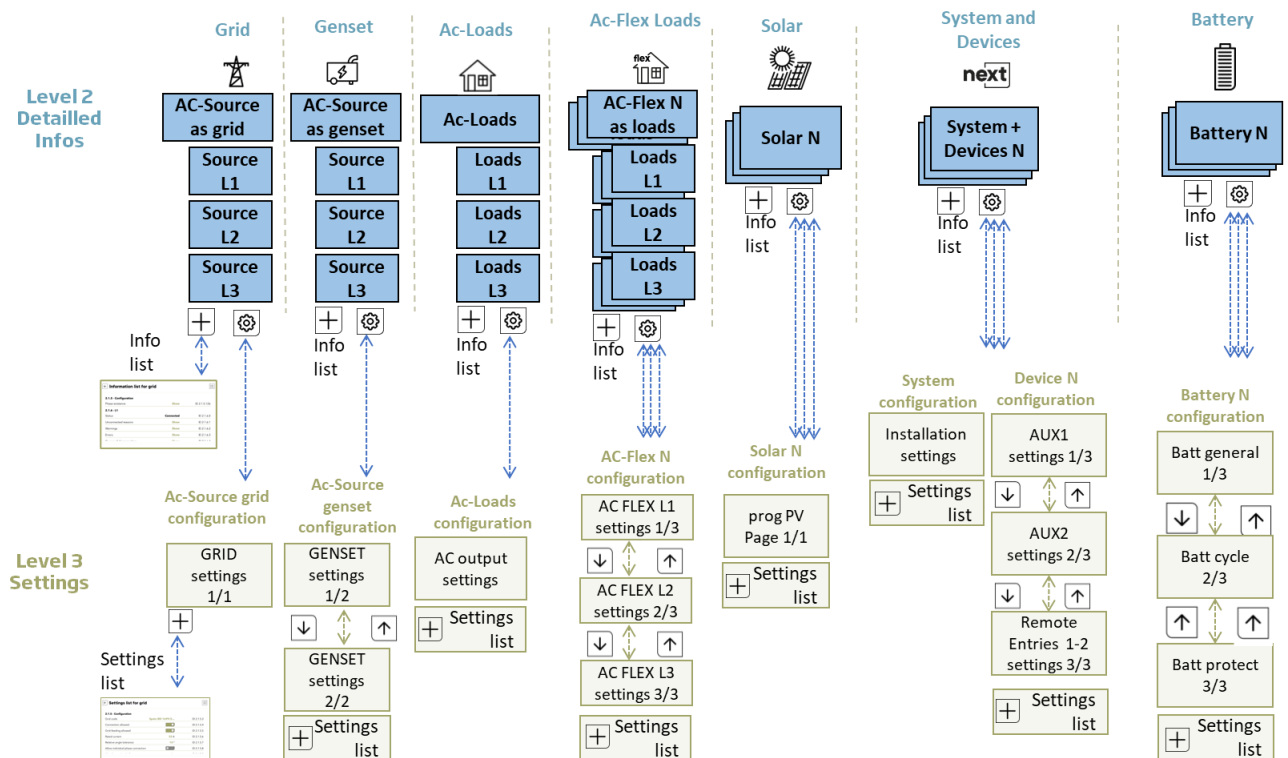 Grid
Genset
Ac-Loads
Ac-Flex Loads
Solar
System and
Devices
Battery
flex
next
Level 2
Detailled
Infos
AC-Source
as grid
Source
L1
Source
L2
Source
L3
Info
list
AC-Source
as genset
Source
L1
Source
L2
Source
L3
Info
list
Ac-Loads
Loads
L1
Loads
L2
Loads
L3
Info
list
AC-Flex N
as loads
Loads
L1
Loads
L2
Loads
L3
Info
list
Solar N
Info
list
System +
Devices N
Info
list
Battery N
Info
list
Information list for grid
Level 3
Settings
Ac-Source grid
configuration
GRID
settings
1/1
Settings
list
Settings list for grid
Ac-Source
genset
configuration
GENSET
settings
1/2
GENSET
settings
2/2
Settings
list
Ac-Loads
configuration
AC output
settings
Settings
list
AC-Flex N
configuration
AC FLEX L1
settings 1/3
AC FLEX L2
settings 2/3
AC FLEX L3
settings 3/3
Settings
list
Solar N
configuration
prog PV
Page 1/1
Settings
list
System
configuration
Installation
settings
Settings
list
Device N
configuration
AUX1
settings 1/3
AUX2
settings 2/3
Remote
Entries 1-2
settings 3/3
Settings
list
Battery N
configuration
Batt general
1/3
Batt cycle
2/3
Batt protect
3/3
Settings
list